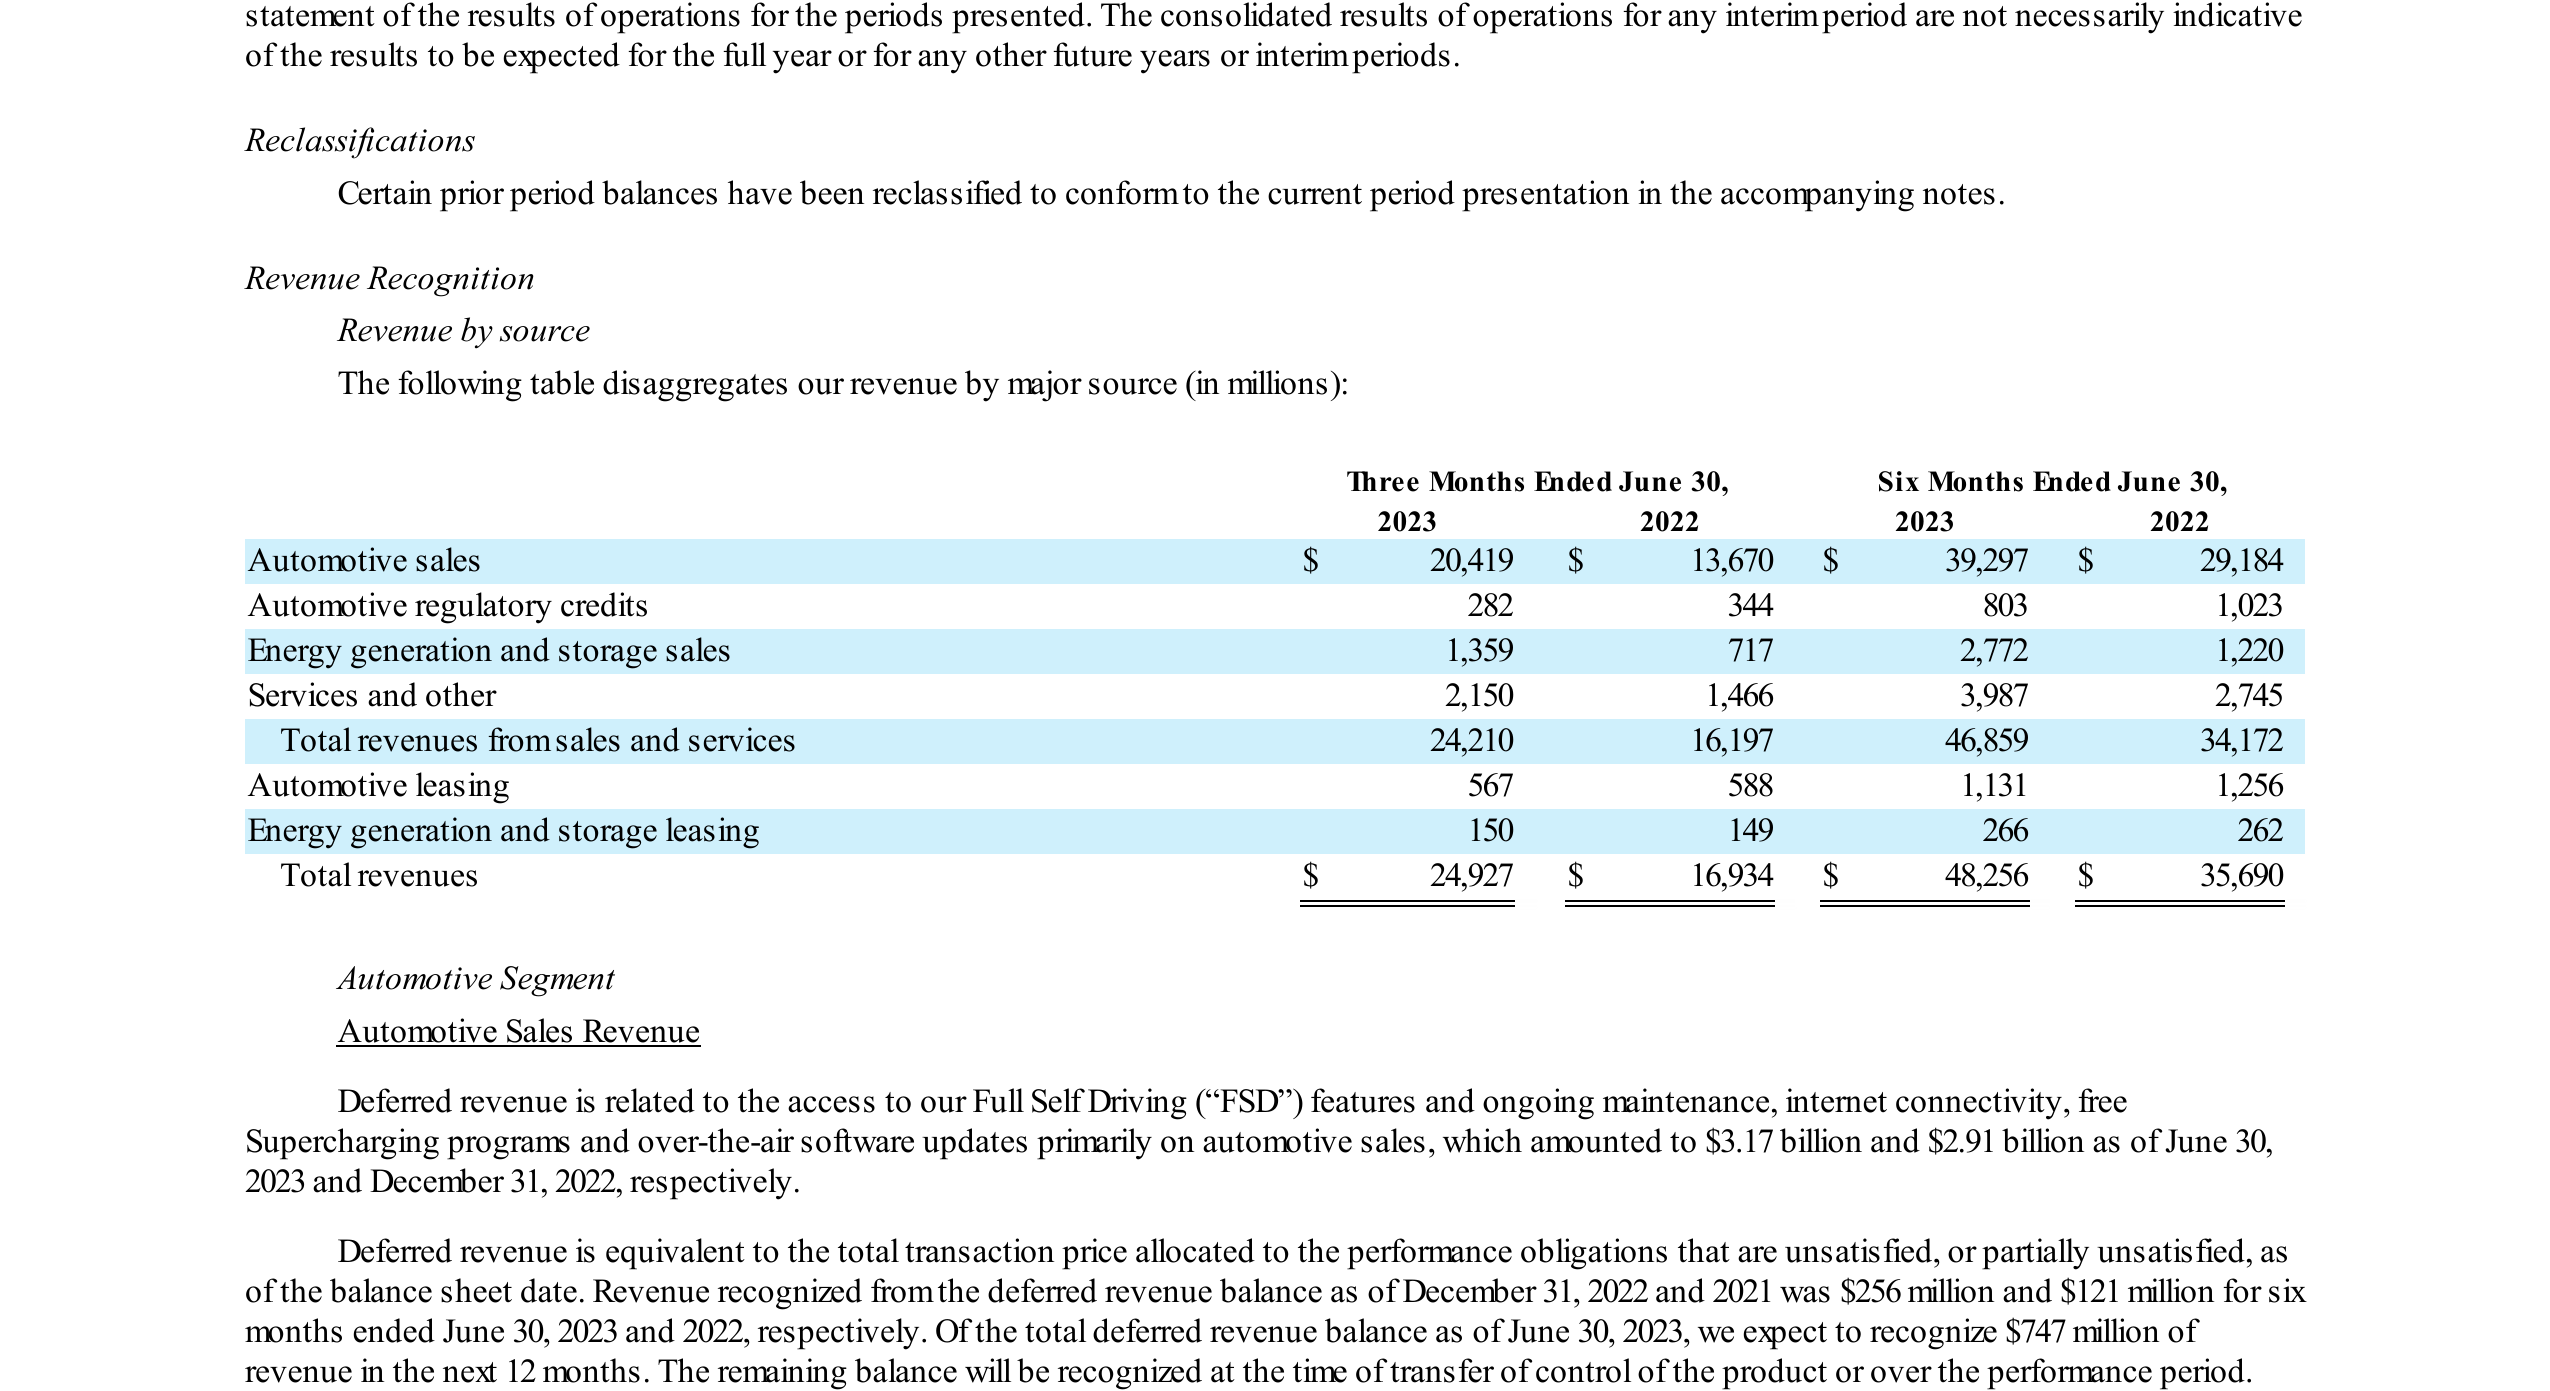 statement of the results of operations for the periods presented. The consolidated results of operations for any interim period are not necessarily indicative
of the results to be expected for the full year or for any other future years or interim periods.
Reclassifications
Certain prior period balances have been reclassified to conform to the current period presentation in the accompanying notes.
Revenue Recognition
Revenue by source
The following table disaggregates our revenue by major source (in millions):
Three Months Ended June 30, Six Months Ended June 30,
2023 2022 2023 2022
Automotive sales $ 20,419 $ 13,670 $ 39,297 $ 29,184
Automotive regulatory credits 282 344 803 1,023
Energy generation and storage sales 1,359 717 2,772 1,220
Services and other 2,150 1,466 3,987 2,745
Total revenues from sales and services 24,210 16,197 46,859 34,172
Automotive leasing 567 588 1,131 1,256
Energy generation and storage leasing 150 149 266 262
Total revenues $ 24,927 $ 16,934 $ 48,256 $ 35,690
Automotive Segment
Automotive Sales Revenue
Deferred revenue is related to the access to our Full Self Driving (“FSD”) features and ongoing maintenance, internet connectivity, free
Supercharging programs and over-the-air software updates primarily on automotive sales, which amounted to $3.17 billion and $2.91 billion as of June 30,
2023 and December 31, 2022, respectively.
Deferred revenue is equivalent to the total transaction price allocated to the performance obligations that are unsatisfied, or partially unsatisfied, as
of the balance sheet date. Revenue recognized from the deferred revenue balance as of December 31, 2022 and 2021 was $256 million and $121 million for six
months ended June 30, 2023 and 2022, respectively. Of the total deferred revenue balance as of June 30, 2023, we expect to recognize $747 million of
revenue in the next 12 months. The remaining balance will be recognized at the time of transfer of control of the product or over the performance period.